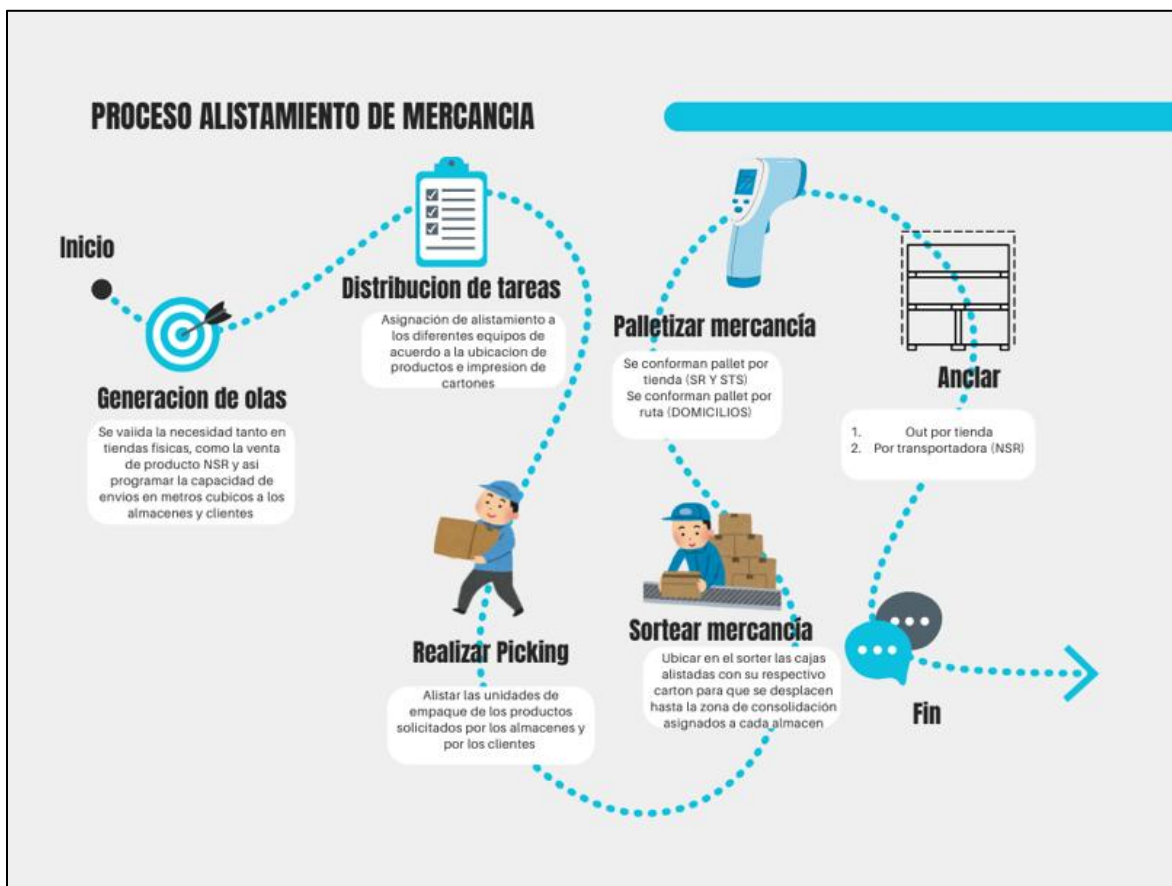 PROCESO ALISTAMIENTO DE MERCANCIA
Inicio
Generacion de olas
Se valida la necesidad tanto en
tiendas fisicas, como la venta
de producto NSR y asi
programar la capacidad de
envios en metros cubicos a los
almacenes y clientes
Distribucion de tareas
Asignación de alistamiento a
los diferentes equipos de
acuerdo a la ubicacion de
productos e impresion de
cartones
Realizar Picking
Alistar las unidades de
empaque de los productos
solicitados por los almacenes y
por los clientes
Sortear mercancía
Ubicar en el sorter las cajas
alistadas con su respectivo
carton para que se desplacen
hasta la zona de consolidación
asignados a cada almacen
Palletizar mercancía
Se conforman pallet por
tienda (SR Y STS)
Se conforman pallet por
ruta (DOMICILIOS)
Anclar
1. Out por tienda
2. Por transportadora (NSR)
Fin